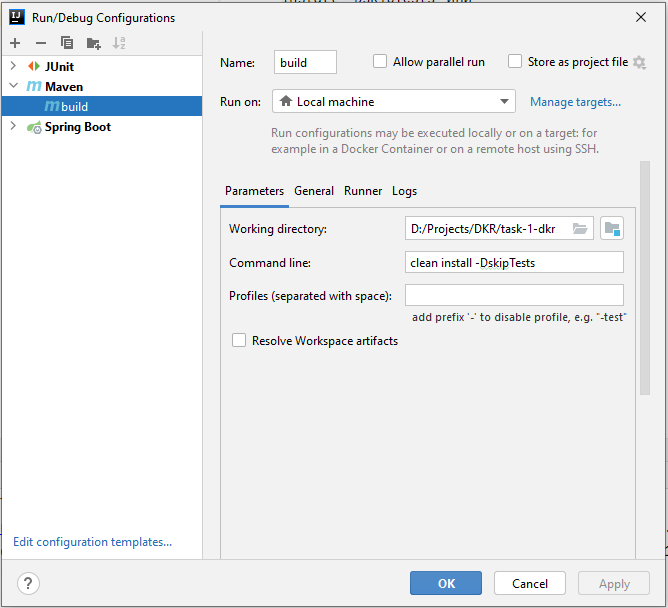 Run/Debug Configurations
JUnit
Maven
build
Spring Boot
Edit configuration templates...
Name:
build
Allow parallel run
Store as project file
Run on:
Local machine
Manage targets...
Run configurations may be executed locally or on a target: for
example in a Docker Container or on a remote host using SSH.
Parameters General Runner Logs
Working directory:
D:/Projects/DKR/task-1-dkr
Command line:
clean install -DskipTests
Profiles (separated with space):
add prefix '-' to disable profile, e.g. "-test"
Resolve Workspace artifacts
?
OK
Cancel
Apply